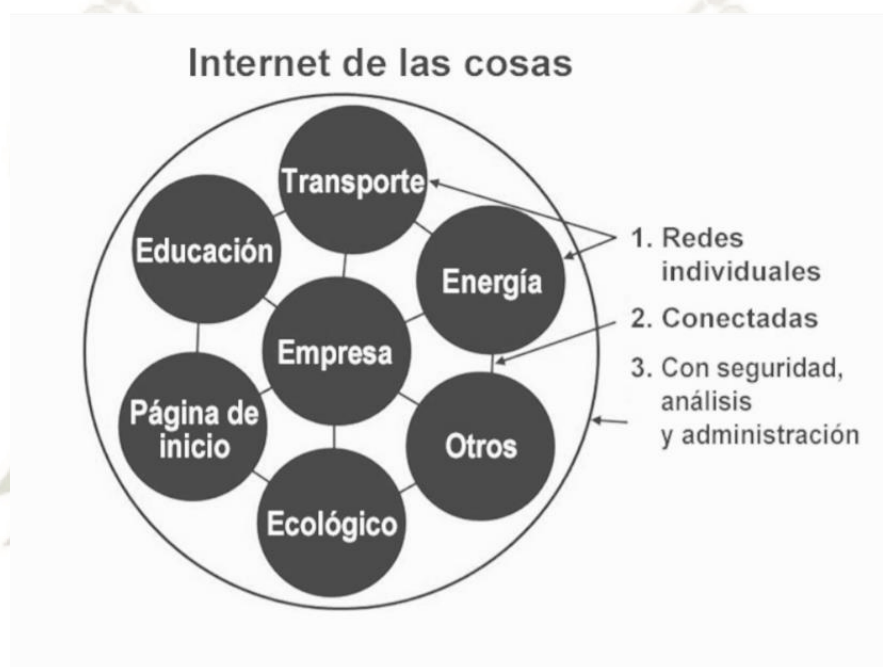 Internet de las cosas
Transporte
Educación
Energía
Empresa
Página de
inicio
Otros
Ecológico
1. Redes
individuales
2. Conectadas
3. Con seguridad,
análisis
y administración